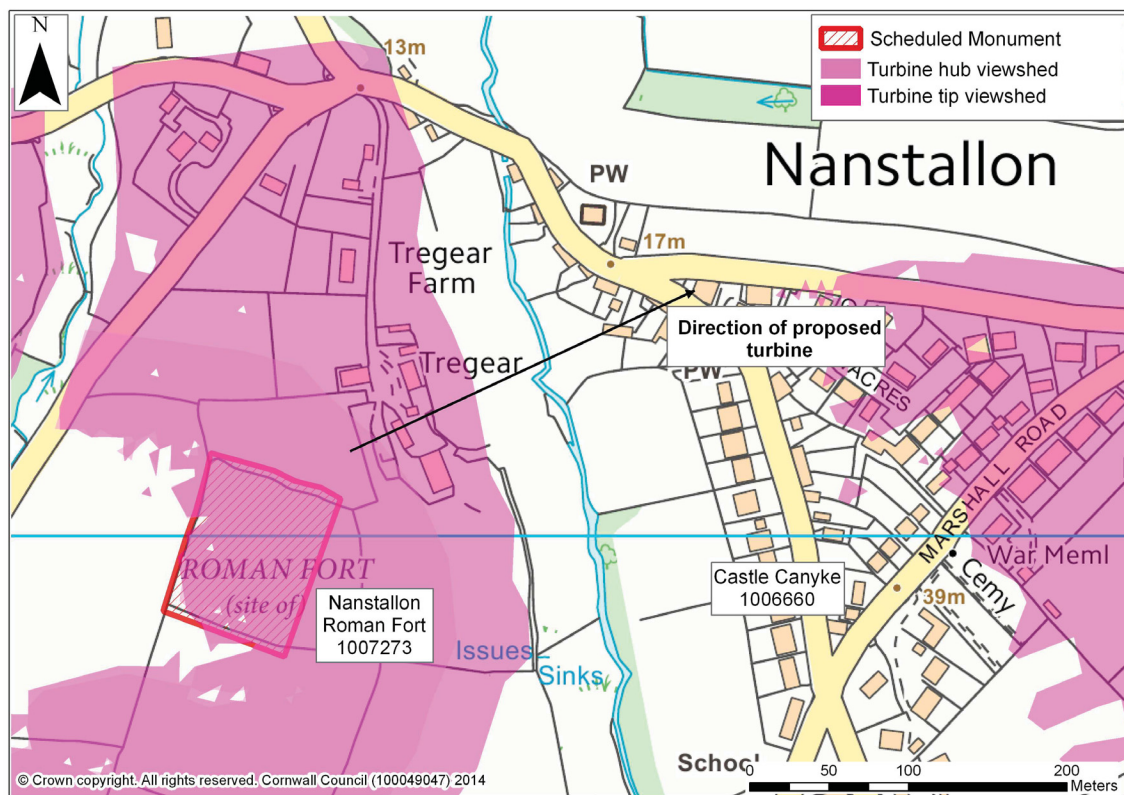 N
13m
Scheduled Monument
Turbine hub viewshed
Turbine tip viewshed
PW
Nanstallon
17m
Tregear
Farm
Direction of proposed
turbine
Tregear
PW
ACRES
MARSHALL ROAD
War Meml
Cemy
ROMAN FORT
(site of)
Nanstallon
Roman Fort
1007273
Castle Canyke
1006660
39m
Issues
Sinks
School
0 50 100 200
Meters
© Crown copyright. All rights reserved. Cornwall Council (100049047) 2014